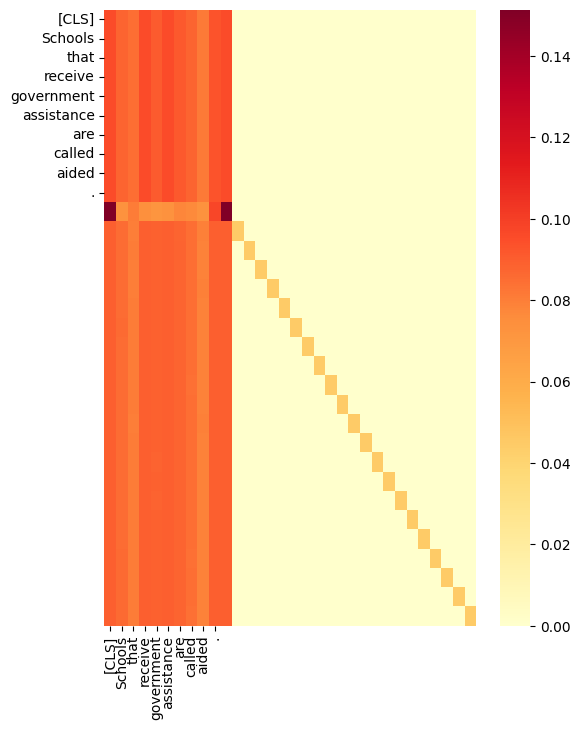 [CLS]
Schools
that
receive
government
assistance
are
called
aided
.
[CLS]
Schools
that
receive
government
assistance
are
called
aided
.
0.14
0.12
0.10
0.08
0.06
0.04
0.02
0.00